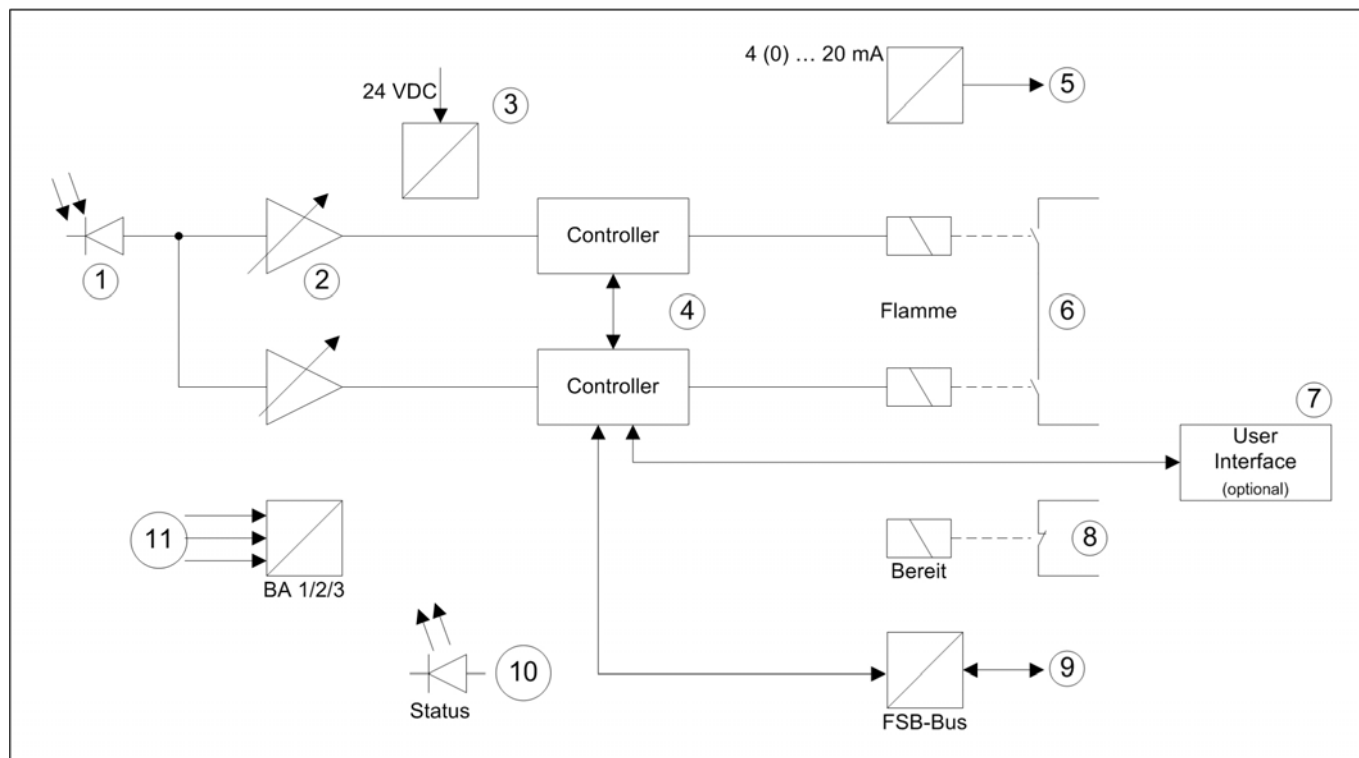 4 (0) … 20 mA
5
24 VDC
3
Controller
1
2
4
Flamme
6
Controller
7
User
Interface
(optional)
11
BA 1/2/3
8
Bereit
10
Status
9
FSB-Bus